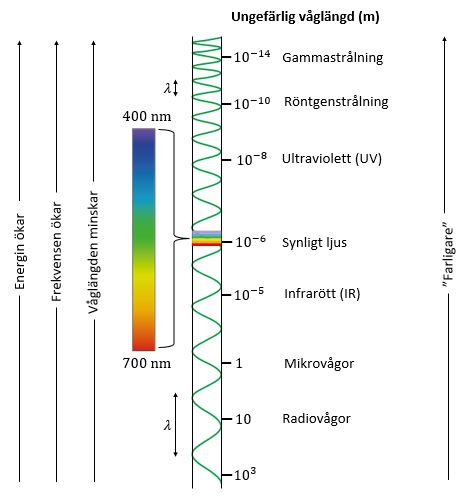 Ungefärlig våglängd (m)
10⁻¹⁴ Gammastrålning
λ
10⁻¹⁰ Röntgenstrålning
400 nm
10⁻⁸ Ultraviolett (UV)
10⁻⁶ Synligt ljus
10⁻⁵ Infrarött (IR)
700 nm
1 Mikrovågor
λ
10 Radiovågor
10³
Energin ökar
Frekvensen ökar
Våglängden minskar
"Farligare"